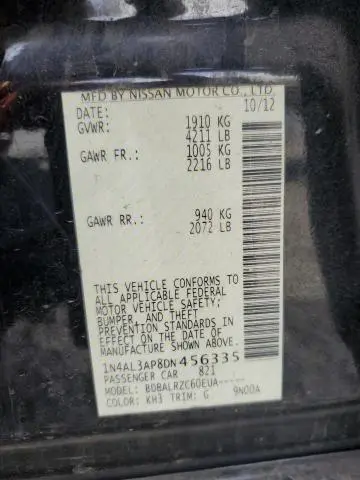 MFD BY NISSAN MOTOR CO., LTD.
DATE: 10/12
GVWR: 1910 KG
4211 LB
GAWR FR.: 1005 KG
2216 LB
GAWR RR.: 940 KG
2072 LB
THIS VEHICLE CONFORMS TO
ALL APPLICABLE FEDERAL
MOTOR VEHICLE SAFETY,
BUMPER, AND THEFT
PREVENTION STANDARDS
IN EFFECT ON THE DATE OF
MANUFACTURE SHOWN ABOVE.
1N4AL3AP8DN456335
PASSENGER CAR 821
MODEL: BDBALRZC60EUA-----
COLOR: KH3 TRIM: G 9N00A